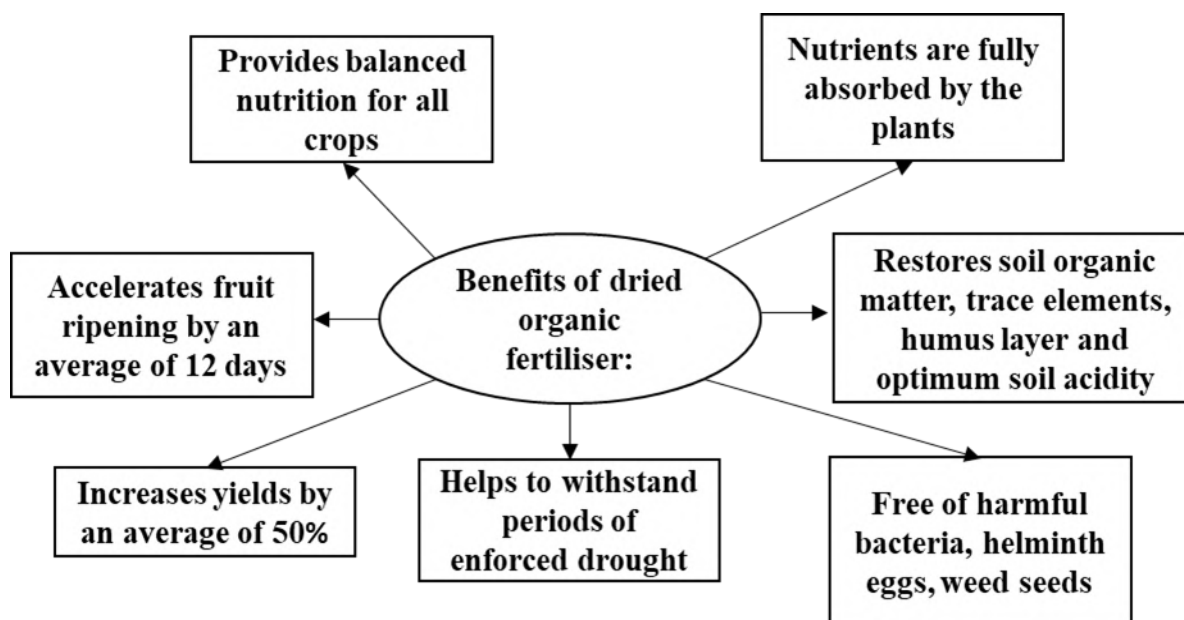 Provides balanced
nutrition for all
crops
Nutrients are fully
absorbed by the
plants
Accelerates fruit
ripening by an
average of 12 days
Benefits of dried
organic
fertiliser:
Restores soil organic
matter, trace elements,
humus layer and
optimum soil acidity
Increases yields by
an average of 50%
Helps to withstand
periods of
enforced drought
Free of harmful
bacteria, helminth
eggs, weed seeds